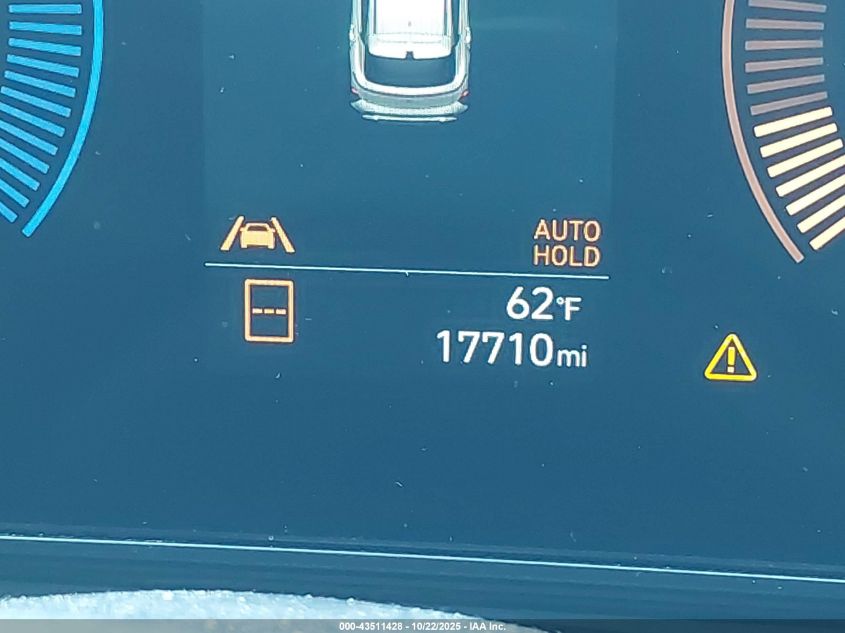 AUTO
HOLD
---
62°F
17710mi
000-43511428 - 10/22/2025 - IAA Inc.